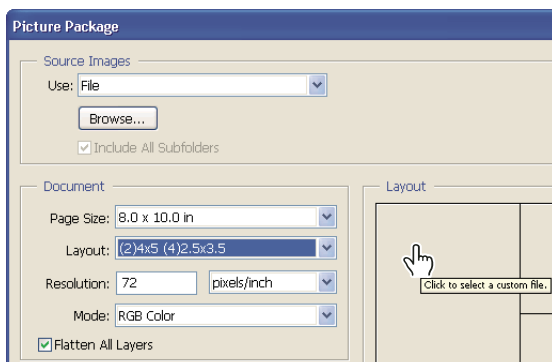 Picture Package
Source Images
Use: File
Browse...
Include All Subfolders
Document
Page Size: 8.0 x 10.0 in
Layout: (2)4x5 (4)2.5x3.5
Resolution: 72 pixels/inch
Mode: RGB Color
Flatten All Layers
Layout
Click to select a custom file.